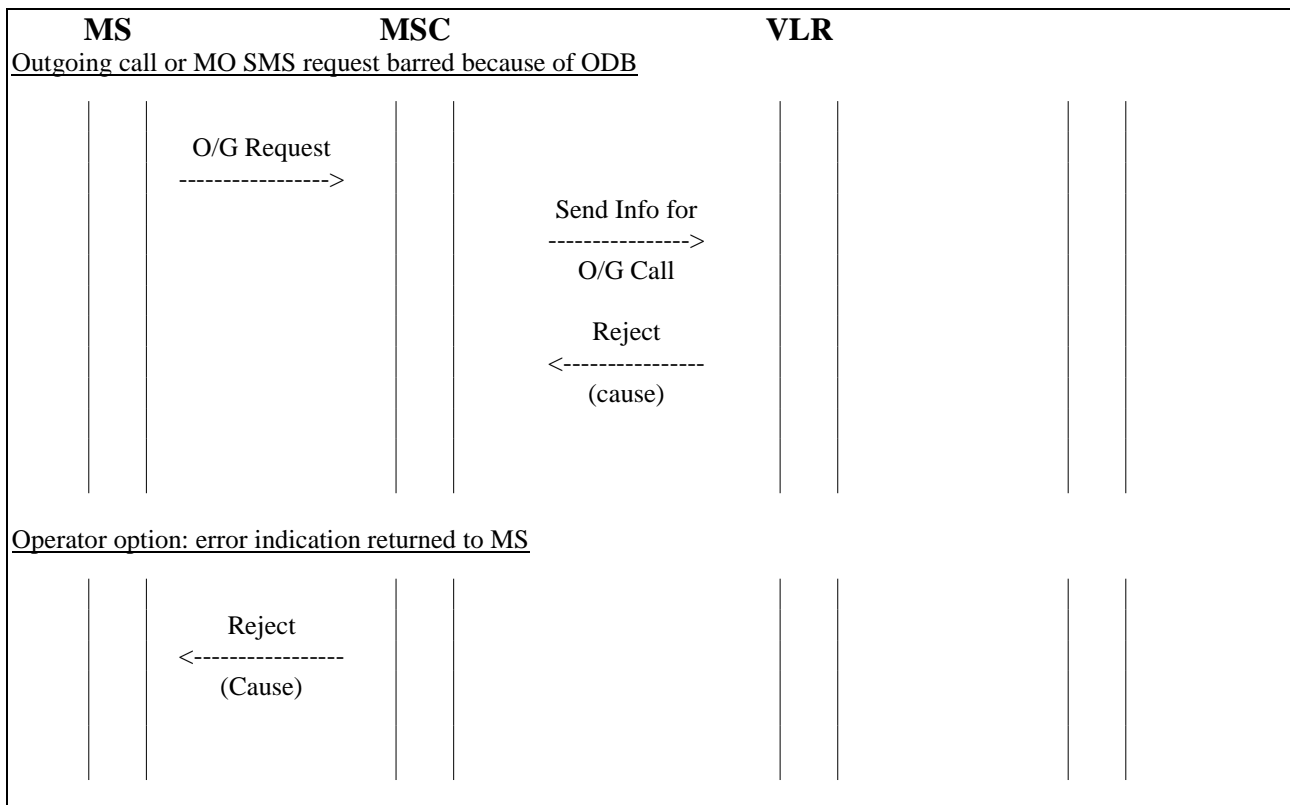 MS MSC VLR
Outgoing call or MO SMS request barred because of ODB
O/G Request
----------------->
Send Info for
---------------->
O/G Call
Reject
<----------------
(cause)
Operator option: error indication returned to MS
Reject
<-----------------
(Cause)